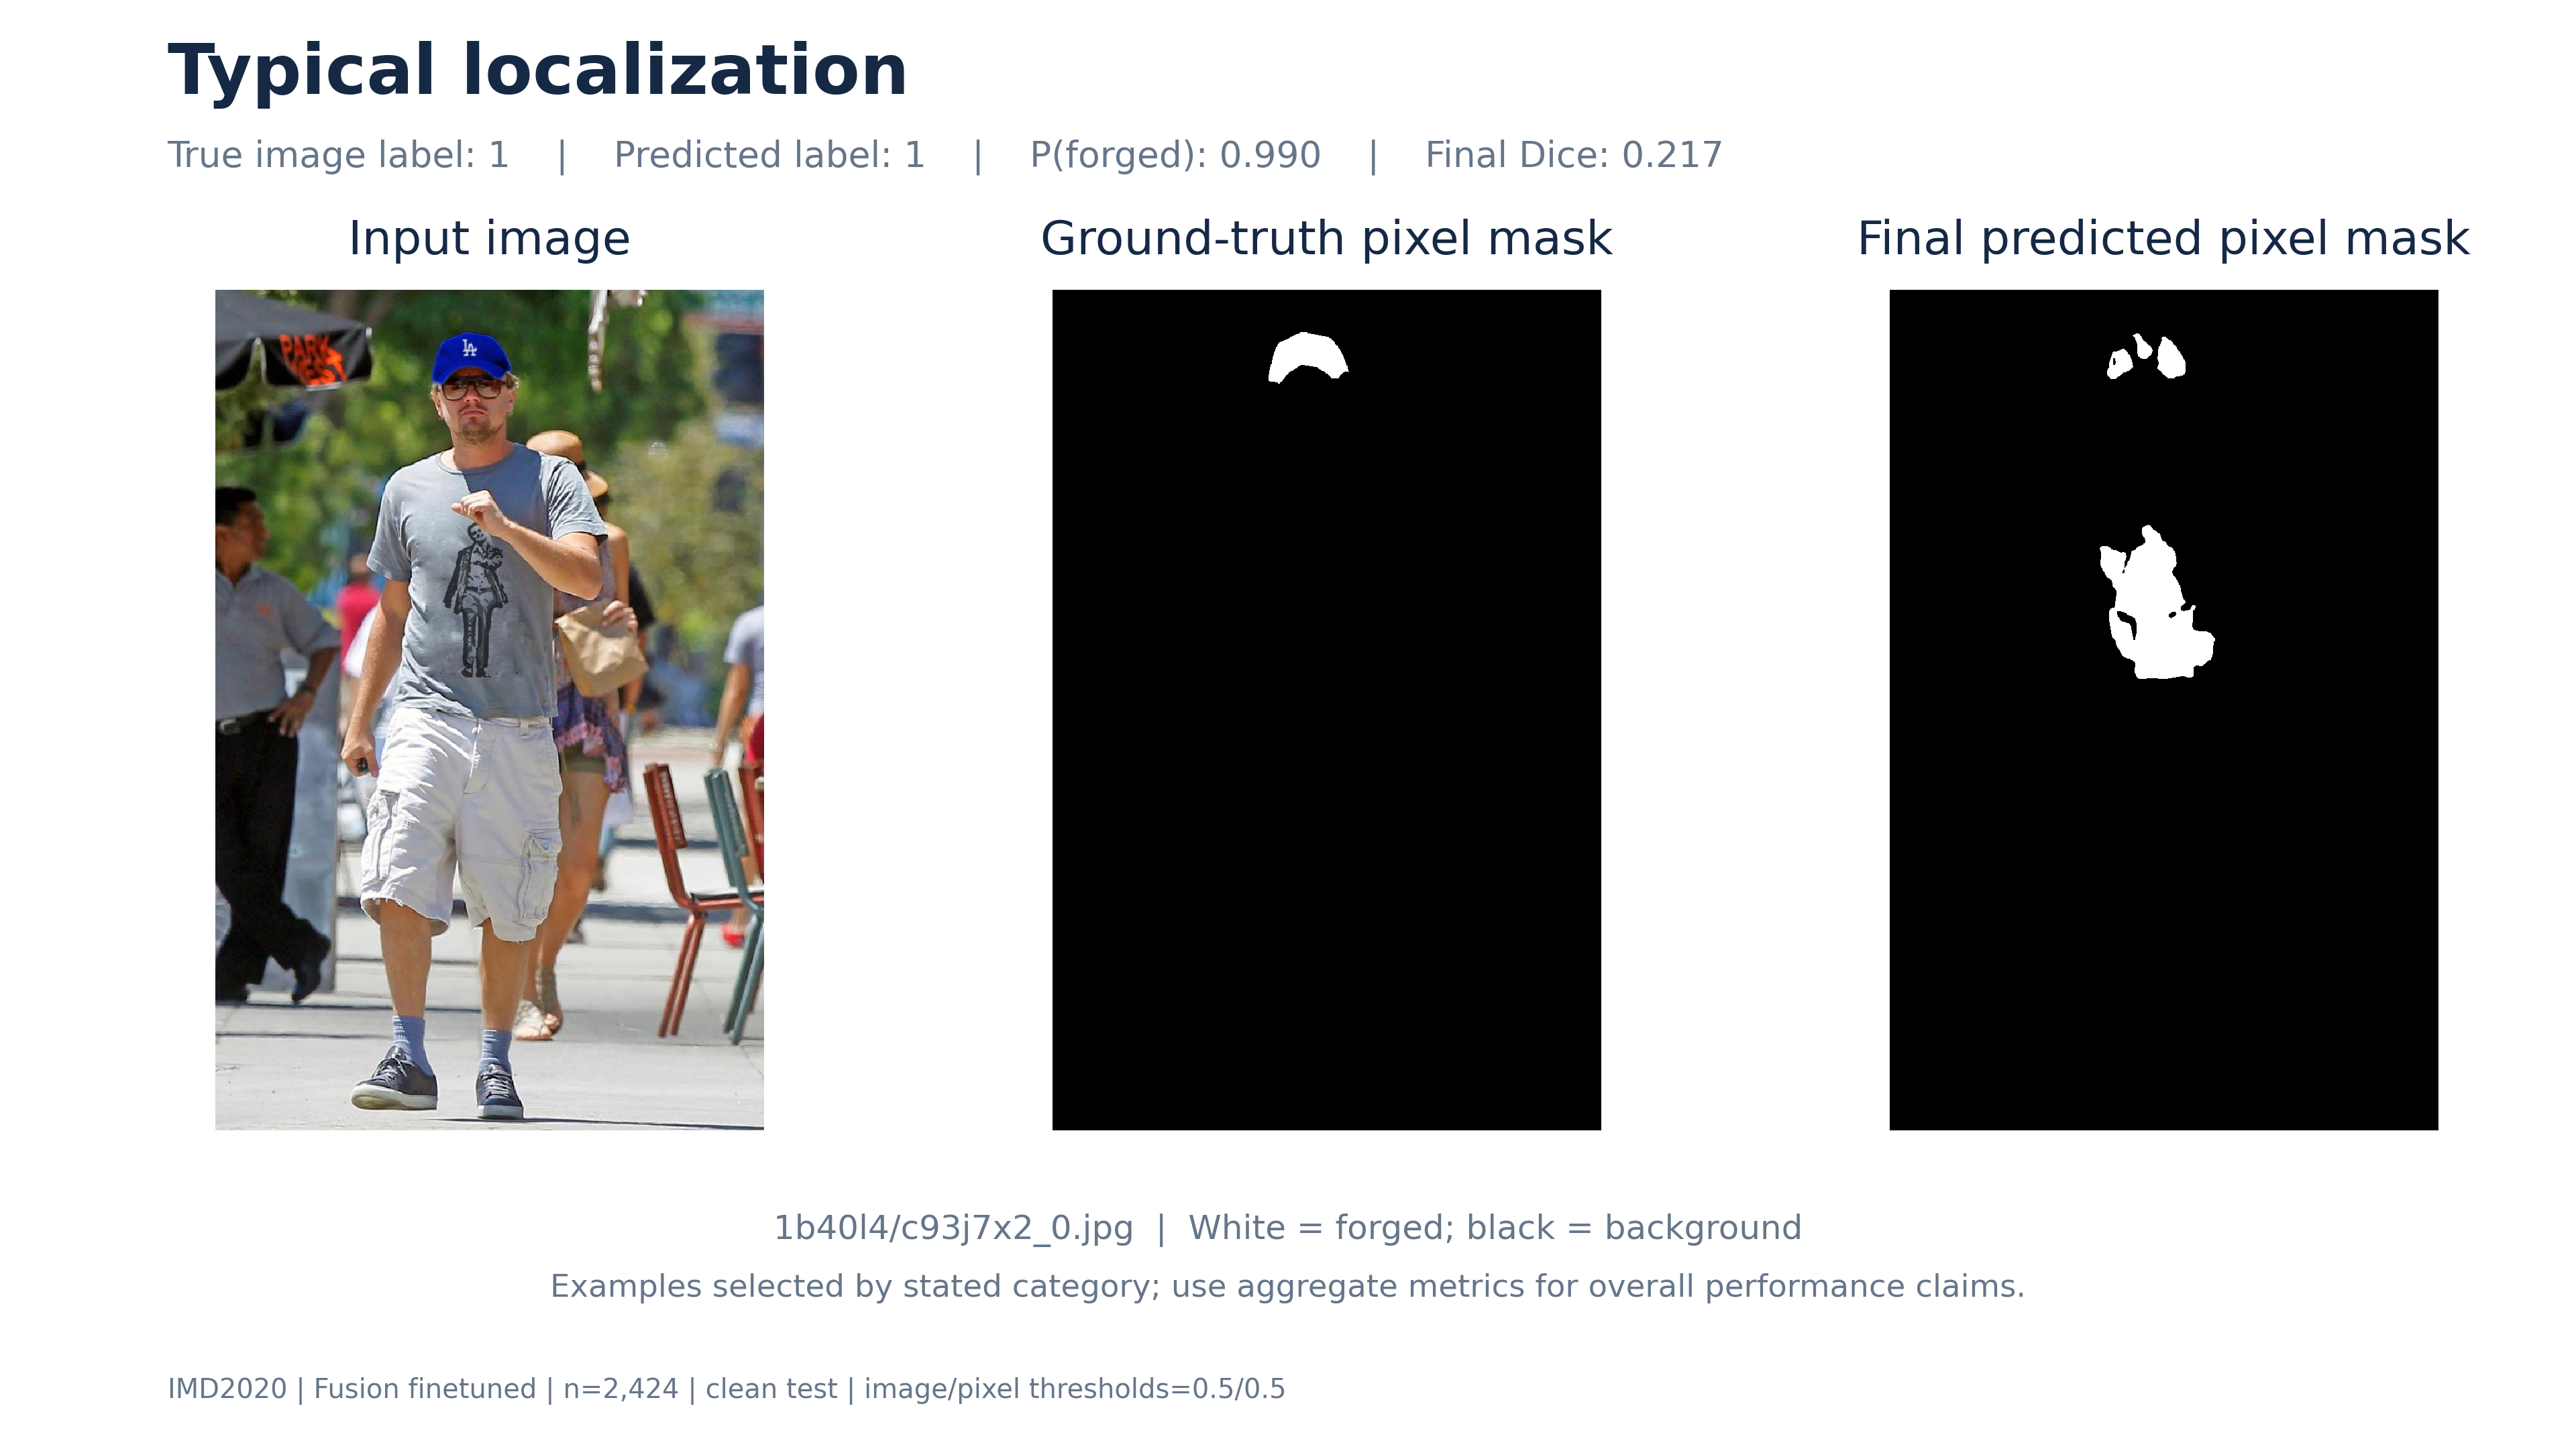 Typical localization
True image label: 1 | Predicted label: 1 | P(forged): 0.990 | Final Dice: 0.217
Input image
Ground-truth pixel mask
Final predicted pixel mask
PARK
WEST
LA
1b40l4/c93j7x2_0.jpg | White = forged; black = background
Examples selected by stated category; use aggregate metrics for overall performance claims.
IMD2020 | Fusion finetuned | n=2,424 | clean test | image/pixel thresholds=0.5/0.5